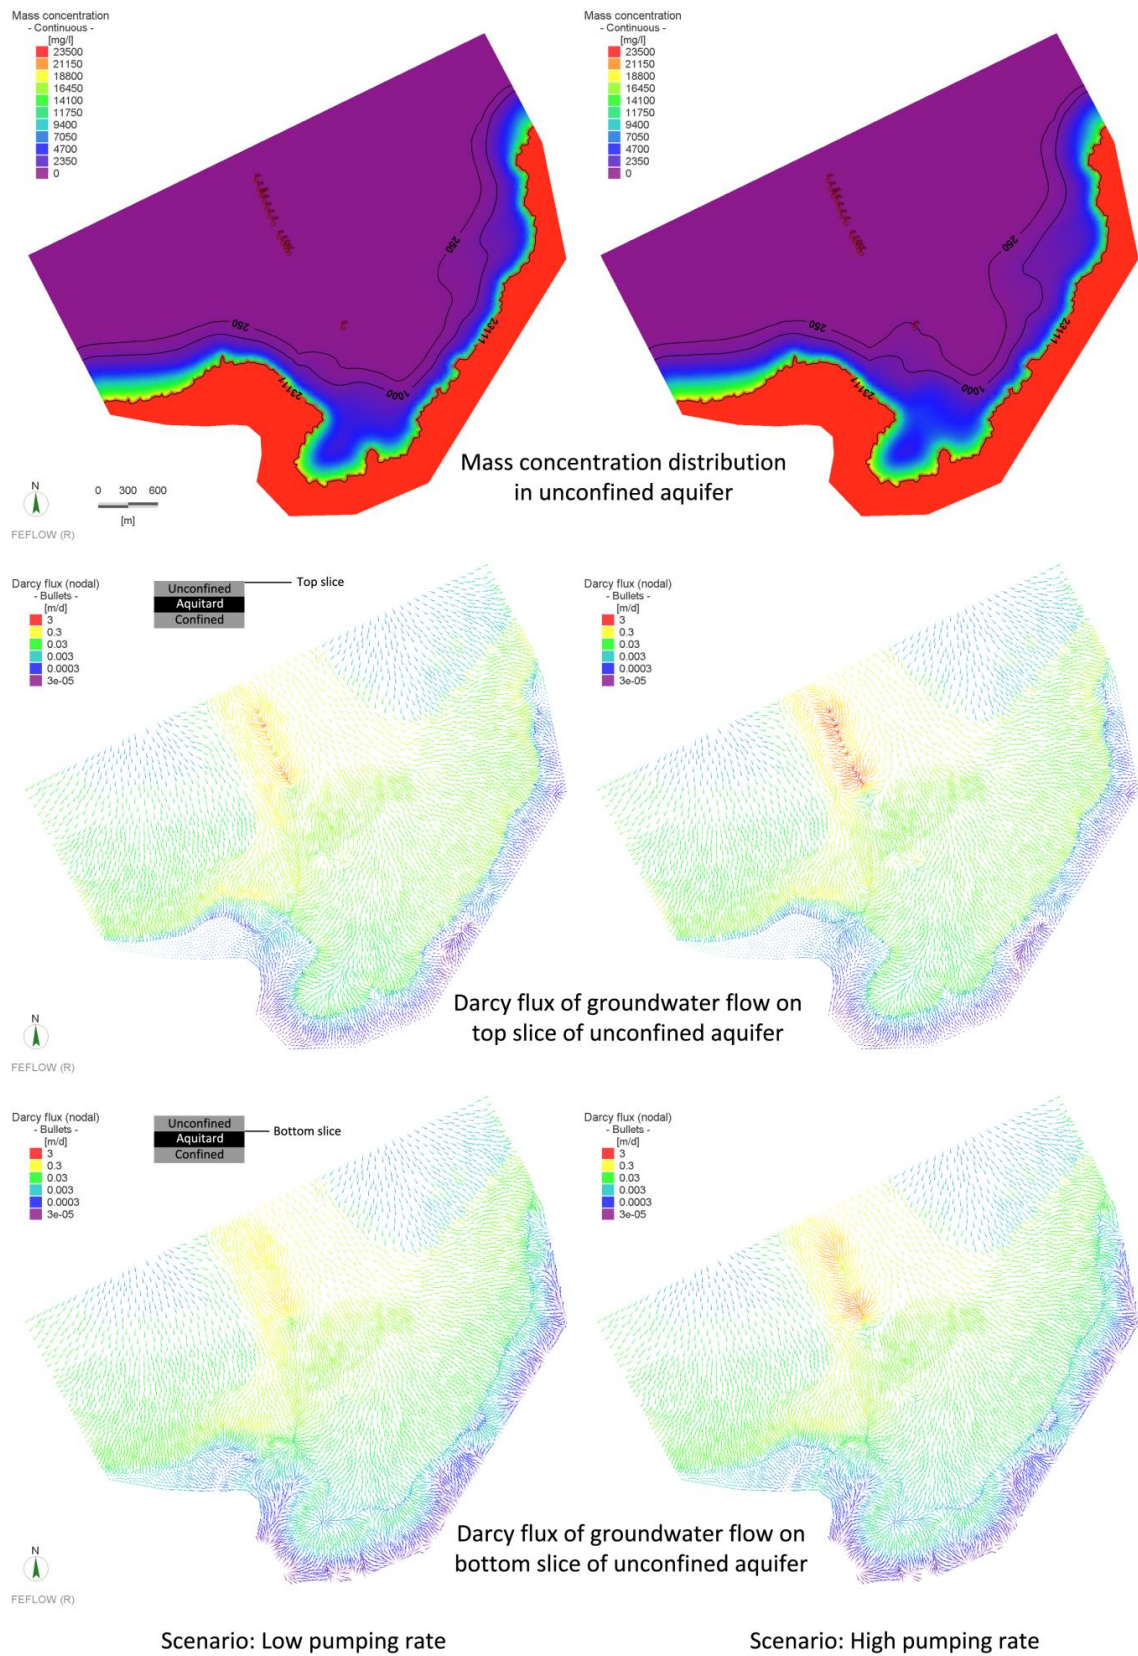 Mass concentration
- Continuous -
[mg/l]
23500
21150
18800
16450
14100
11750
9400
7050
4700
2350
0
250
250
1000
23111
23111
N
0 300 600
[m]
FEFLOW (R)
Mass concentration
- Continuous -
[mg/l]
23500
21150
18800
16450
14100
11750
9400
7050
4700
2350
0
250
250
1000
23111
23111
Mass concentration distribution
in unconfined aquifer
Darcy flux (nodal)
- Bullets -
[m/d]
3
0.3
0.03
0.003
0.0003
3e-05
Unconfined
Aquitard
Confined
Top slice
N
FEFLOW (R)
Darcy flux (nodal)
- Bullets -
[m/d]
3
0.3
0.03
0.003
0.0003
3e-05
Darcy flux of groundwater flow on
top slice of unconfined aquifer
Darcy flux (nodal)
- Bullets -
[m/d]
3
0.3
0.03
0.003
0.0003
3e-05
Unconfined
Aquitard
Confined
Bottom slice
N
FEFLOW (R)
Darcy flux (nodal)
- Bullets -
[m/d]
3
0.3
0.03
0.003
0.0003
3e-05
Darcy flux of groundwater flow on
bottom slice of unconfined aquifer
Scenario: Low pumping rate
Scenario: High pumping rate